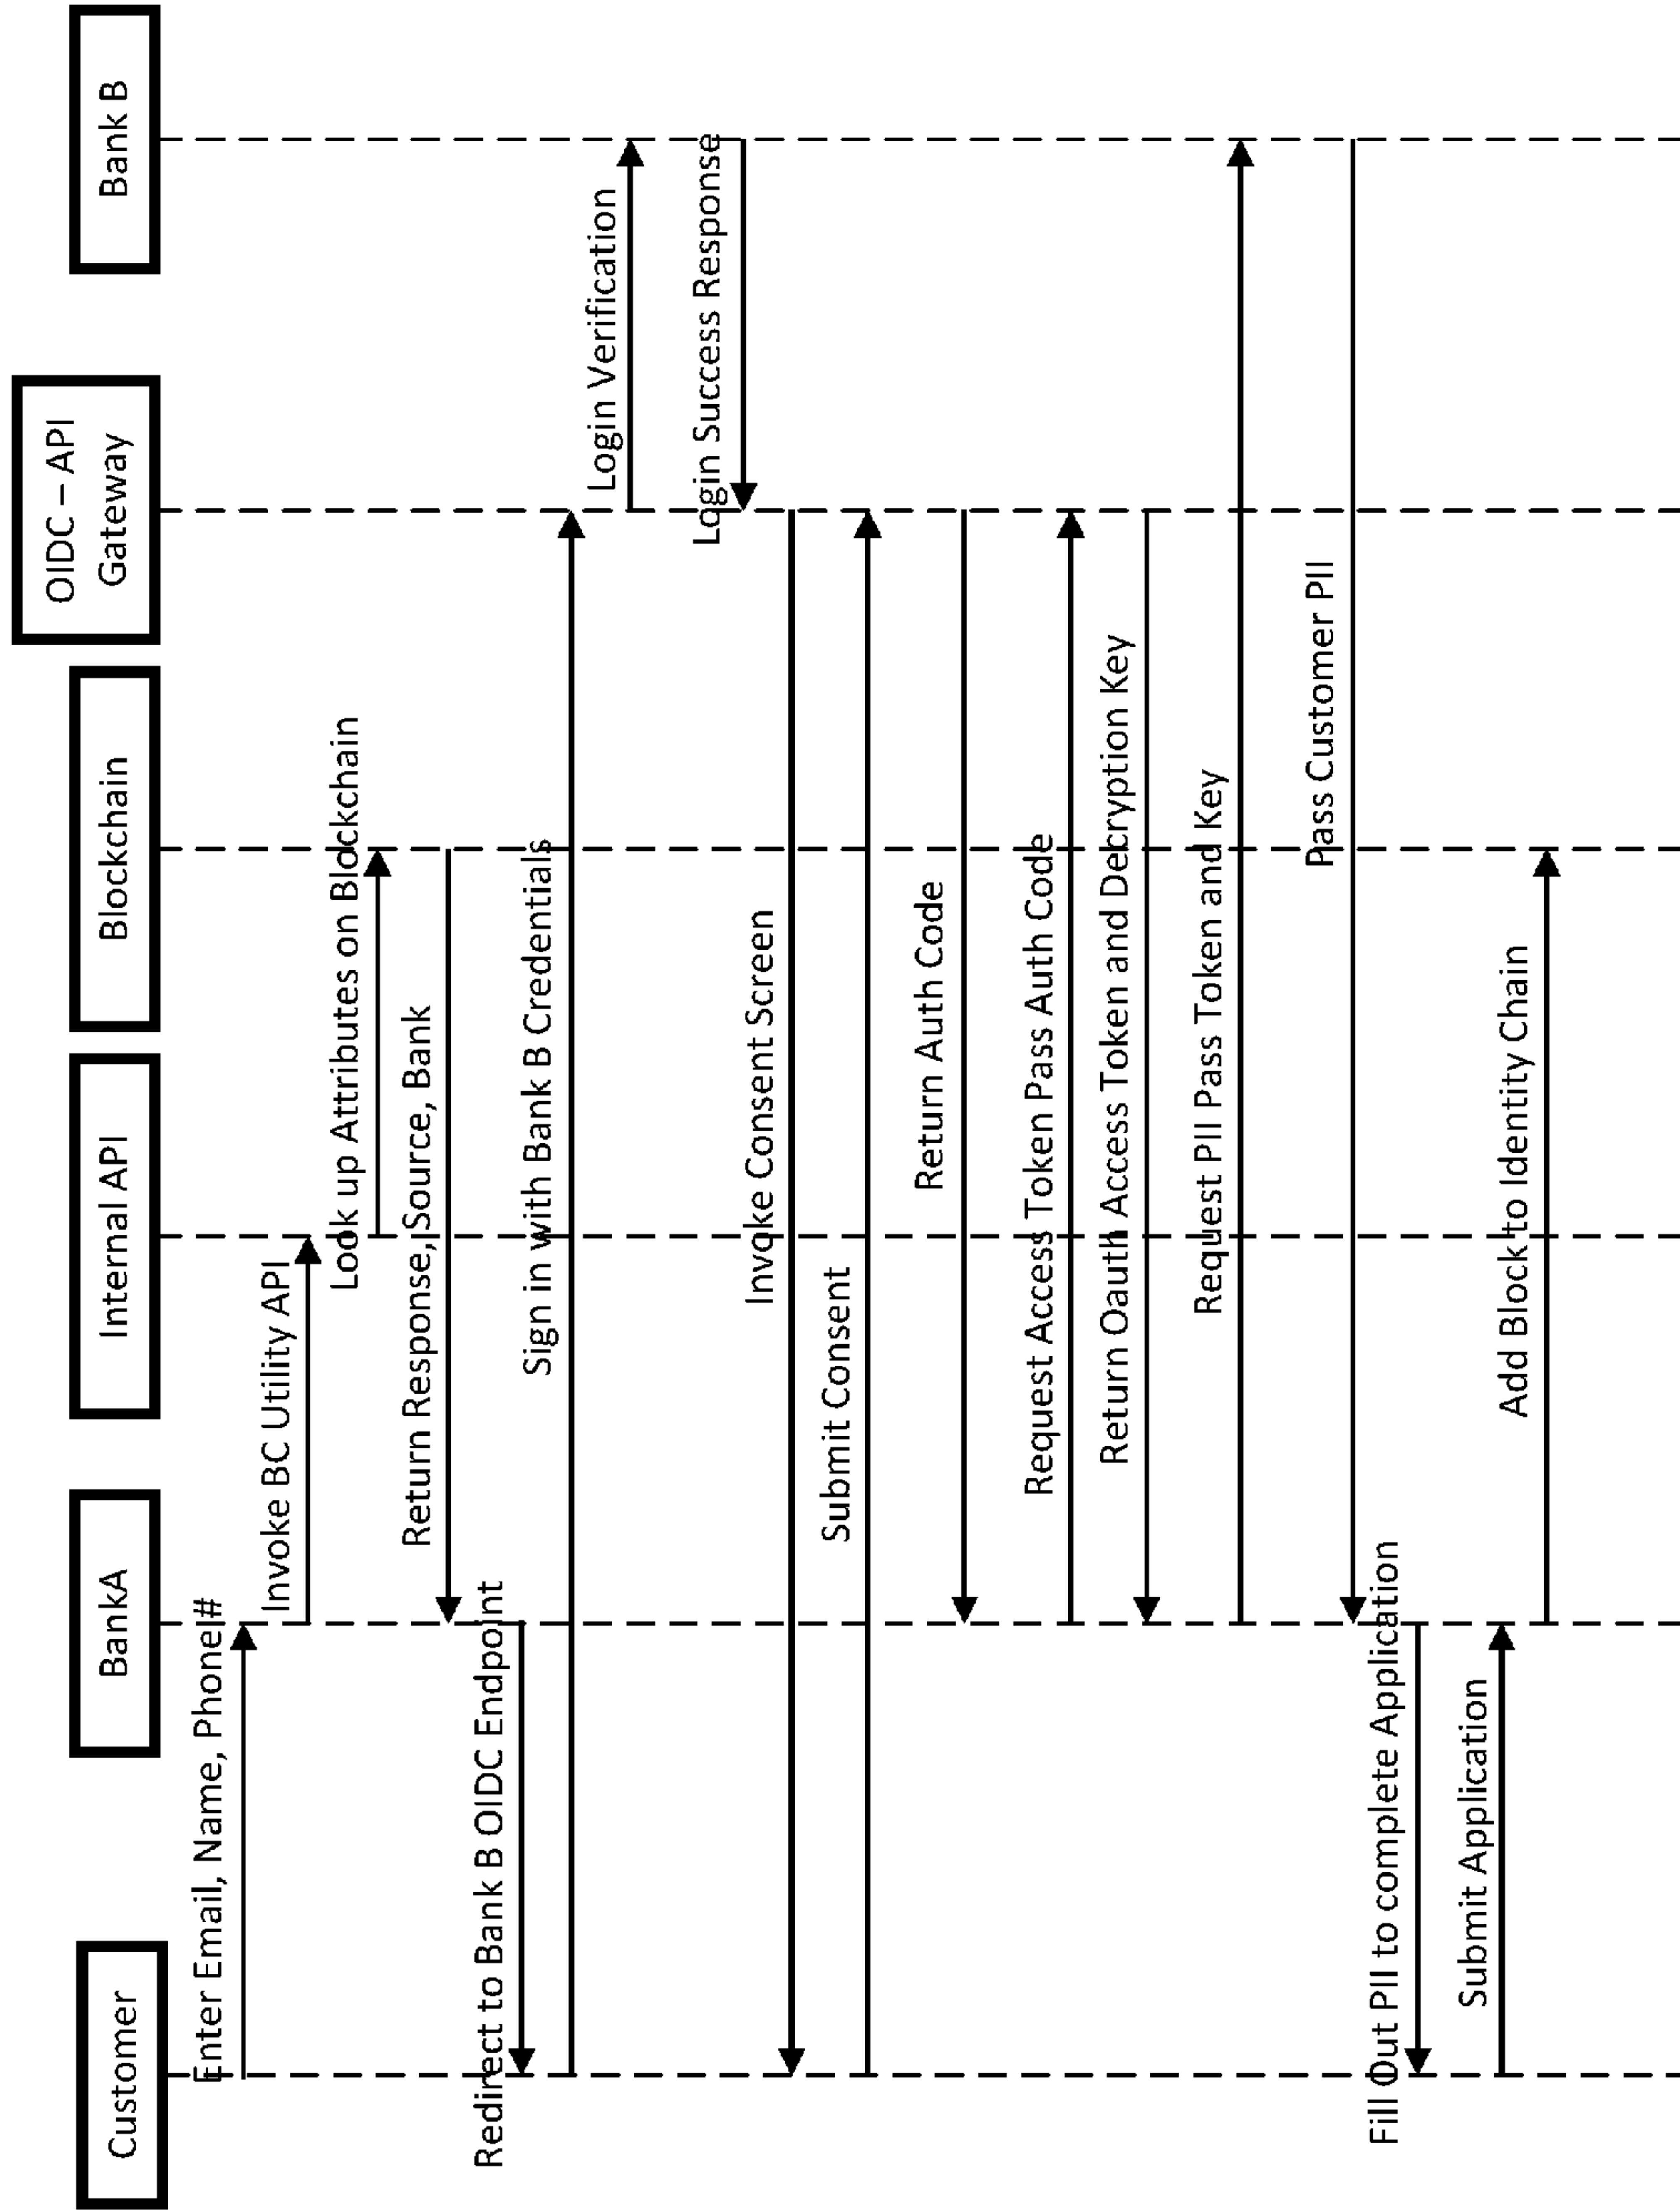 Customer
BankA
Internal API
Blockchain
OIDC – API
Gateway
Bank B
Enter Email, Name, Phone#
Invoke BC Utility API
Look up Attributes on Blockchain
Return Response, Source, Bank
Redirect to Bank B OIDC Endpoint
Sign in with Bank B Credentials
Login Verification
Login Success Response
Invoke Consent Screen
Submit Consent
Return Auth Code
Request Access Token Pass Auth Code
Return Oauth Access Token and Decryption Key
Request PII Pass Token and Key
Pass Customer PII
Fill Out PII to complete Application
Submit Application
Add Block to Identity Chain